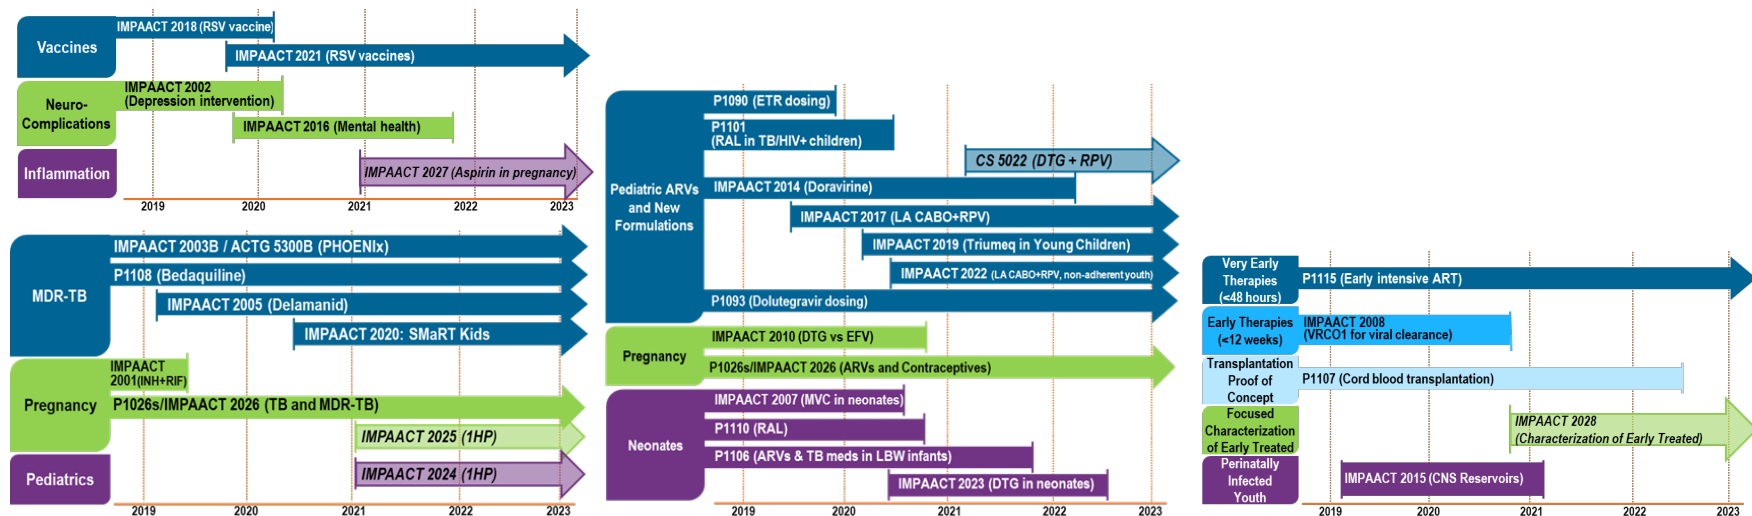 Vaccines
IMPAACT 2018 (RSV vaccine)
IMPAACT 2021 (RSV vaccines)
Neuro-
Complications
IMPAACT 2002
(Depression intervention)
IMPAACT 2016 (Mental health)
Inflammation
IMPAACT 2027 (Aspirin in pregnancy)
2019 2020 2021 2022 2023
MDR-TB
IMPAACT 2003B / ACTG 5300B (PHOENIx)
P1108 (Bedaquiline)
IMPAACT 2005 (Delamanid)
IMPAACT 2020: SMaRT Kids
Pregnancy
IMPAACT
2001(INH+RIF)
P1026s/IMPAACT 2026 (TB and MDR-TB)
IMPAACT 2025 (1HP)
Pediatrics
IMPAACT 2024 (1HP)
2019 2020 2021 2022 2023
Pediatric ARVs
and New
Formulations
P1090 (ETR dosing)
P1101
(RAL in TB/HIV+ children)
CS 5022 (DTG + RPV)
IMPAACT 2014 (Doravirine)
IMPAACT 2017 (LA CABO+RPV)
IMPAACT 2019 (Triumeq in Young Children)
IMPAACT 2022 (LA CABO+RPV, non-adherent youth)
P1093 (Dolutegravir dosing)
Pregnancy
IMPAACT 2010 (DTG vs EFV)
P1026s/IMPAACT 2026 (ARVs and Contraceptives)
Neonates
IMPAACT 2007 (MVC in neonates)
P1110 (RAL)
P1106 (ARVs & TB meds in LBW infants)
IMPAACT 2023 (DTG in neonates)
2019 2020 2021 2022 2023
Very Early
Therapies
(<48 hours)
P1115 (Early intensive ART)
Early Therapies
(<12 weeks)
IMPAACT 2008
(VRCO1 for viral clearance)
Transplantation
Proof of
Concept
P1107 (Cord blood transplantation)
Focused
Characterization
of Early Treated
IMPAACT 2028
(Characterization of Early Treated)
Perinatally
Infected
Youth
IMPAACT 2015 (CNS Reservoirs)
2019 2020 2021 2022 2023